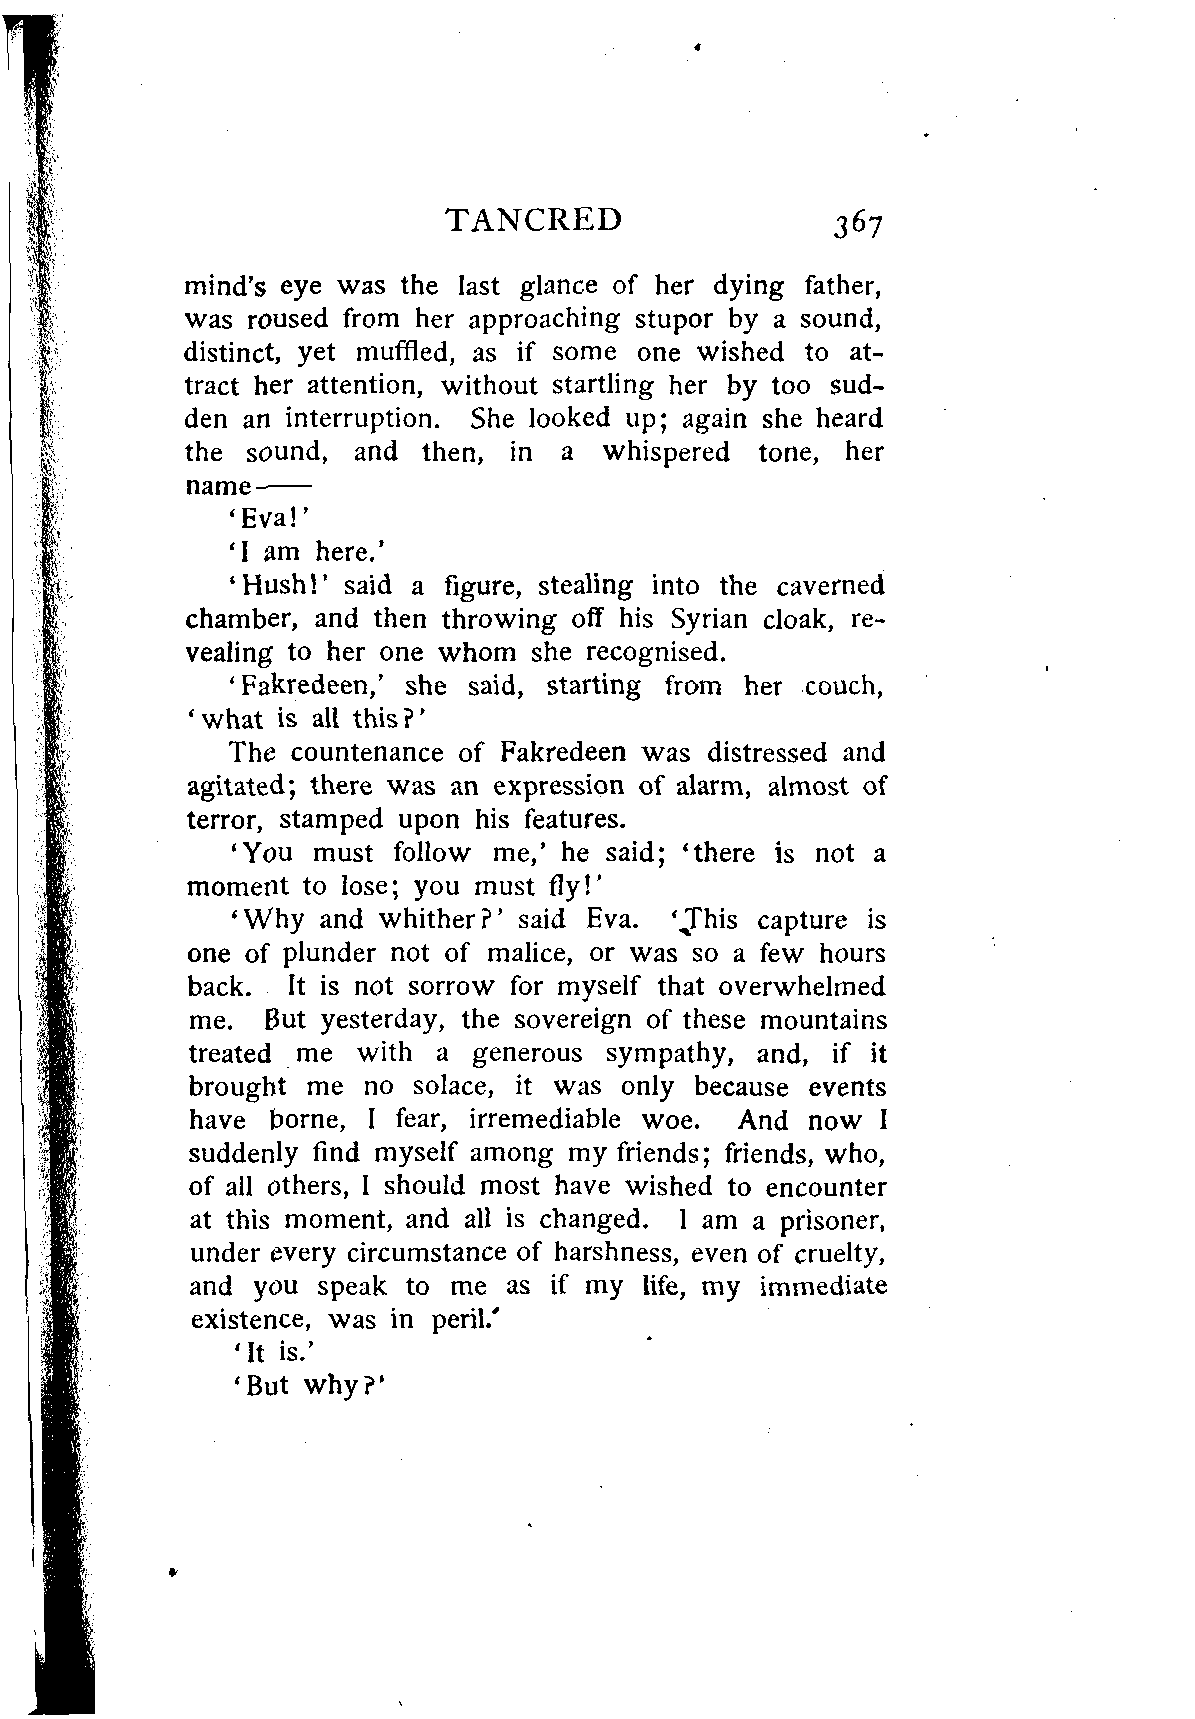 TANCRED 367
mind's eye was the last glance of her dying father,
was roused from her approaching stupor by a sound,
distinct, yet muffled, as if some one wished to at-
tract her attention, without startling her by too sud-
den an interruption. She looked up; again she heard
the sound, and then, in a whispered tone, her
name——
‘Eva!’
‘I am here.’
‘Hush!’ said a figure, stealing into the caverned
chamber, and then throwing off his Syrian cloak, re-
vealing to her one whom she recognised.
‘Fakredeen,’ she said, starting from her couch,
‘what is all this?’
The countenance of Fakredeen was distressed and
agitated; there was an expression of alarm, almost of
terror, stamped upon his features.
‘You must follow me,’ he said; ‘there is not a
moment to lose; you must fly!’
‘Why and whither?’ said Eva. ‘This capture is
one of plunder not of malice, or was so a few hours
back. It is not sorrow for myself that overwhelmed
me. But yesterday, the sovereign of these mountains
treated me with a generous sympathy, and, if it
brought me no solace, it was only because events
have borne, I fear, irremediable woe. And now I
suddenly find myself among my friends; friends, who,
of all others, I should most have wished to encounter
at this moment, and all is changed. I am a prisoner,
under every circumstance of harshness, even of cruelty,
and you speak to me as if my life, my immediate
existence, was in peril.’
‘It is.’
‘But why?’